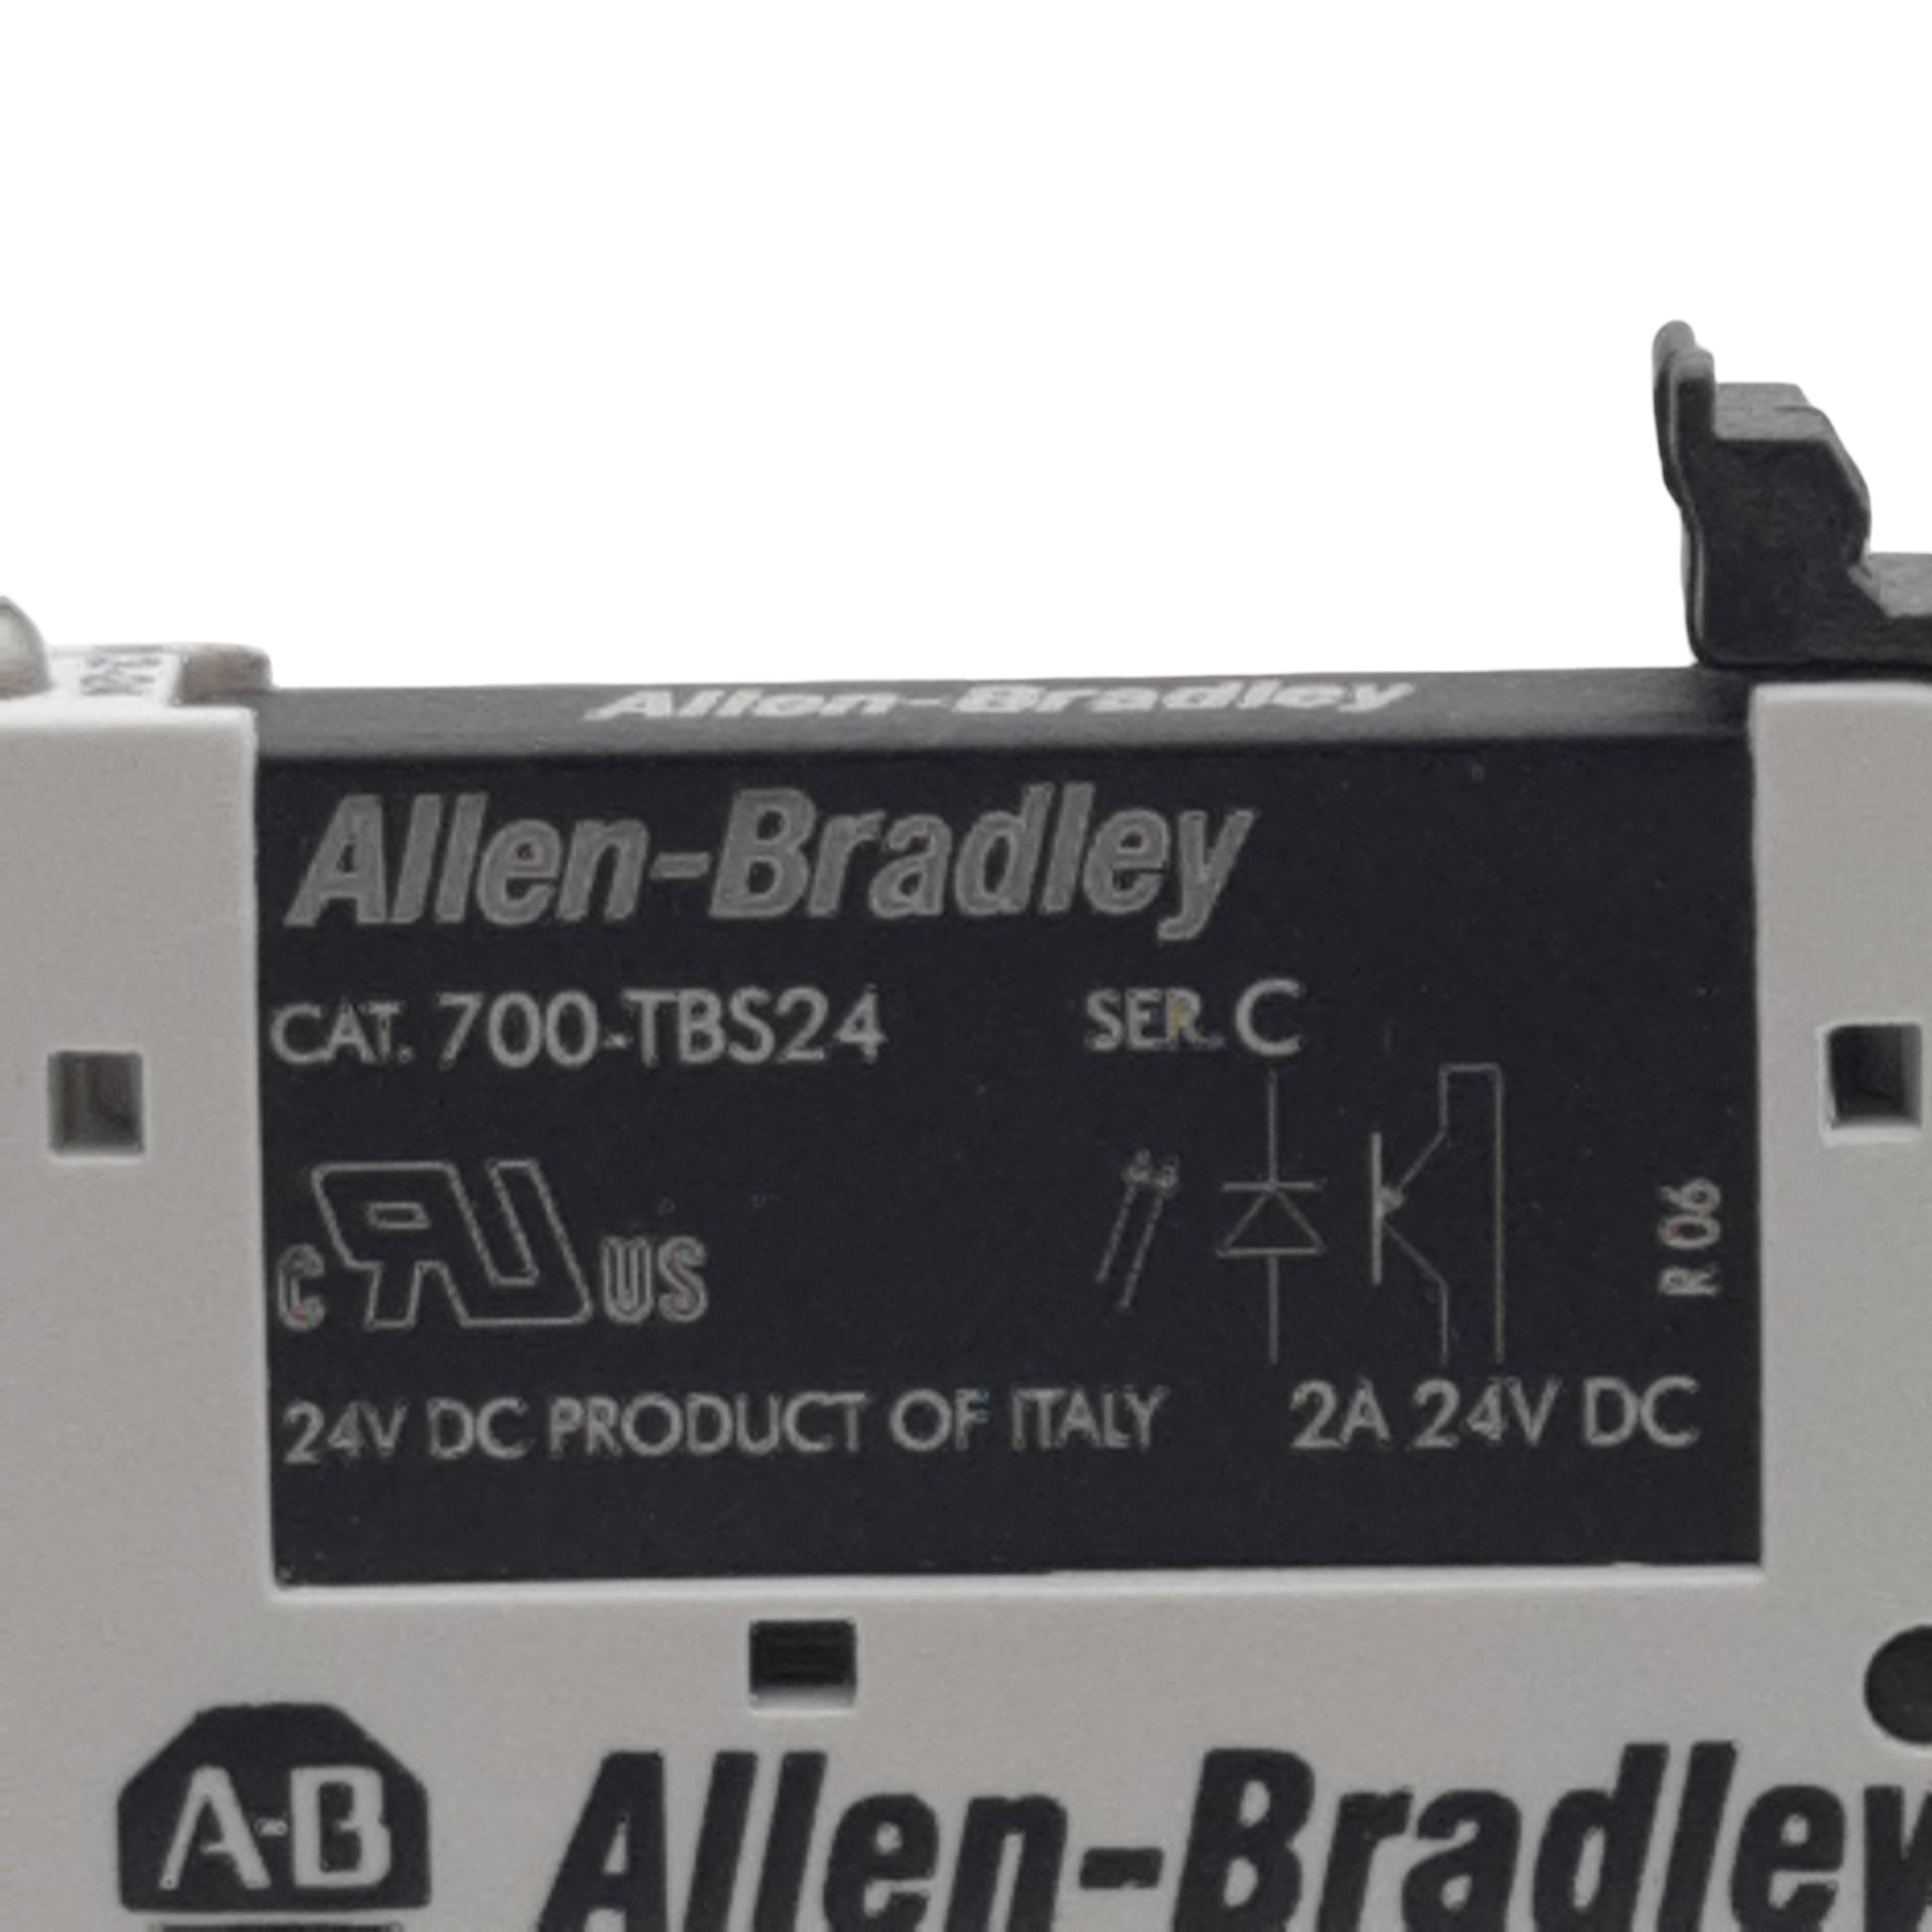 Allen-Bradley
Allen-Bradley
CAT. 700-TBS24 SER. C
R 06
C RU US
24V DC PRODUCT OF ITALY 2A 24V DC
A-B
Allen-Bradley